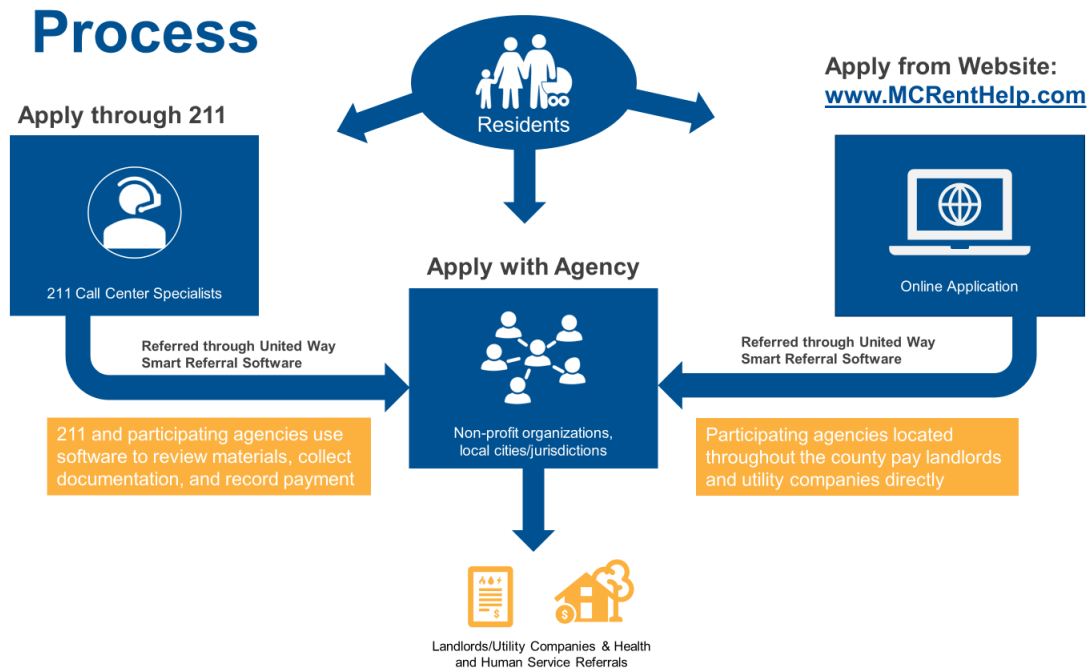 Process
Residents
Apply from Website:
www.MCRentHelp.com
Apply through 211
211 Call Center Specialists
Online Application
Apply with Agency
Referred through United Way
Smart Referral Software
Referred through United Way
Smart Referral Software
Non-profit organizations,
local cities/jurisdictions
211 and participating agencies use
software to review materials, collect
documentation, and record payment
Participating agencies located
throughout the county pay landlords
and utility companies directly
$
$
Landlords/Utility Companies & Health
and Human Service Referrals